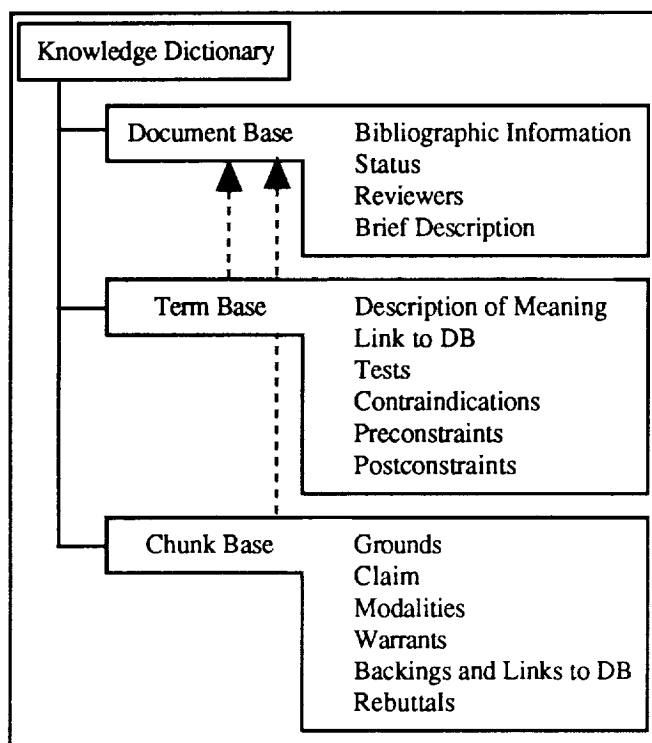 Knowledge Dictionary
Document Base
Bibliographic Information
Status
Reviewers
Brief Description
Term Base
Description of Meaning
Link to DB
Tests
Contraindications
Preconstraints
Postconstraints
Chunk Base
Grounds
Claim
Modalities
Warrants
Backings and Links to DB
Rebuttals